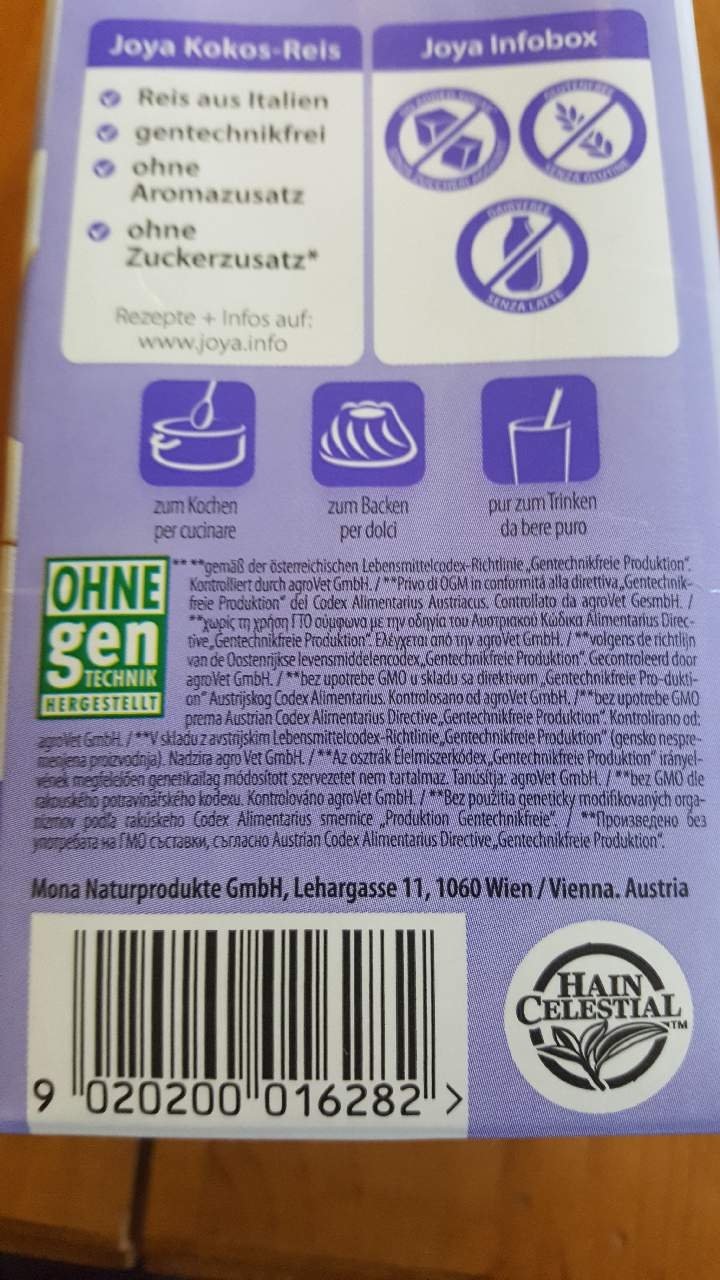 Joya Kokos-Reis
Reis aus Italien
gentechnikfrei
ohne
Aromazusatz
ohne
Zuckerzusatz*
Rezepte + Infos auf:
www.joya.info
Joya Infobox
SENZA GLUTINE
DAIRYFREE
SENZA LATTE
zum Kochen
per cucinare
zum Backen
per dolci
pur zum Trinken
da bere puro
OHNE
gen
TECHNIK
HERGESTELLT
** **gemäß der österreichischen Lebensmittelcodex-Richtlinie „Gentechnikfreie Produktion“.
Kontrolliert durch agroVet GmbH. / **Privo di OGM in conformitá alla direttiva„Gentechnik-
freie Produktion“ del Codex Alimentarius Austriacus. Controllato da agroVet GesmbH. /
**χωρίς τη χρήση ΓΤΟ σύμφωνα με την οδηγία του Αυστριακού Κώδικα Alimentarius Direc-
tive„Gentechnikfreie Produktion“. Ελέγχεται από την agroVet GmbH. / **volgens de richtlijn
van de Oostenrijkse levensmiddelencodex„Gentechnikfreie Produktion“. Gecontroleerd door
agroVet GmbH. / **bez upotrebe GMO u skladu sa direktivom „Gentechnikfreie Pro-dukti-
on“ Austrijskog Codex Alimentarius. Kontrolosano od agroVet GmbH. /**bez upotrebe GMO
prema Austrian Codex Alimentarius Directive„Gentechnikfreie Produktion“. Kontrolirano od:
agroVet GmbH. / **V skladu z avstrijskim Lebensmittelcodex-Richtlinie„Gentechnikfreie Produktion“ (gensko nespre-
menjena proizvodnja). Nadzira agro Vet GmbH. / **Az osztrák Élelmiszerkódex„Gentechnikfreie Produktion“ irányel-
vének megfelelően genetikailag módosított szervezetet nem tartalmaz. Tanúsítja: agroVet GmbH. / **bez GMO dle
rakouského potravinářského kodexu. Kontrolováno agroVet GmbH. / **Bez použitia geneticky modifikovaných orga-
nizmov podľa rakúskeho Codex Alimentarius smernice „Produktion Gentechnikfreie“. / **Произведено без
употребата на ГМО съставки, съгласно Austrian Codex Alimentarius Directive„Gentechnikfreie Produktion“.
Mona Naturprodukte GmbH, Lehargasse 11, 1060 Wien / Vienna. Austria
9 020200 016282 >
HAIN
CELESTIAL
TM